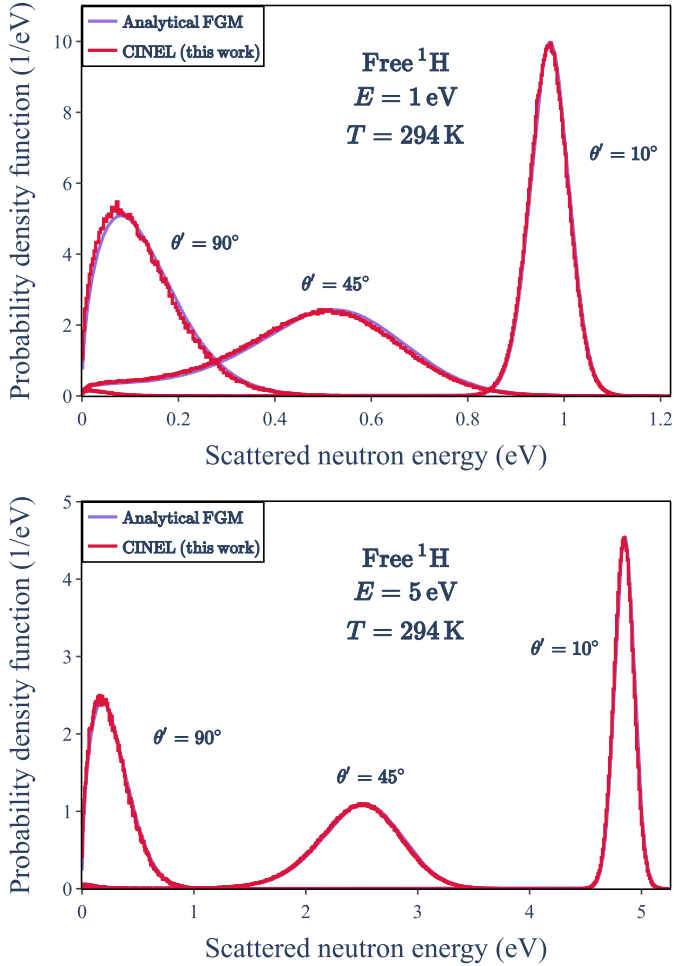 Analytical FGM
CINEL (this work)
Free ¹H
E = 1 eV
T = 294 K
θ′ = 10°
θ′ = 90°
θ′ = 45°
Probability density function (1/eV)
10
8
6
4
2
0
0 0.2 0.4 0.6 0.8 1 1.2
Scattered neutron energy (eV)
Analytical FGM
CINEL (this work)
Free ¹H
E = 5 eV
T = 294 K
θ′ = 10°
θ′ = 90°
θ′ = 45°
Probability density function (1/eV)
5
4
3
2
1
0
0 1 2 3 4 5
Scattered neutron energy (eV)